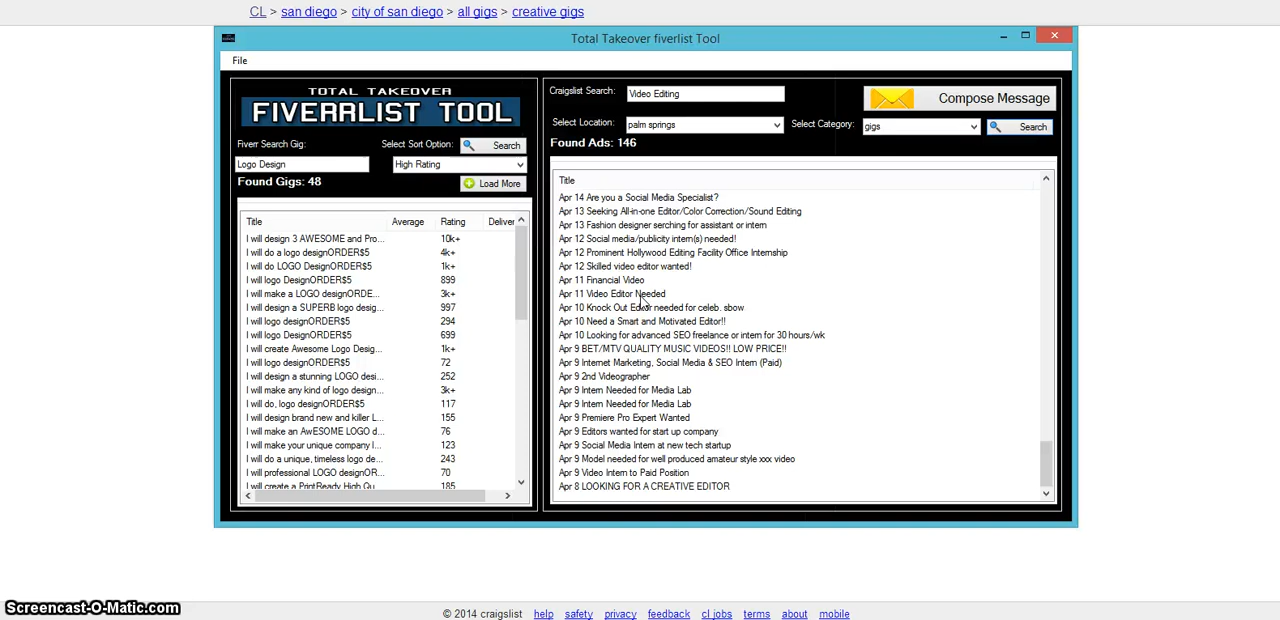 CL > san diego > city of san diego > all gigs > creative gigs
Total Takeover fiverlist Tool
File
TOTAL TAKEOVER
FIVERRLIST TOOL
Fiverr Search Gig:
Select Sort Option:
Search
Logo Design
High Rating
Found Gigs: 48
Load More
Title Average Rating Deliver
I will design 3 AWESOME and Pro... 10k+
I will do a logo designORDER$5 4k+
I will do LOGO DesignORDER$5 1k+
I will logo DesignORDER$5 899
I will make a LOGO designORDE... 3k+
I will design a SUPERB logo desig... 997
I will logo designORDER$5 294
I will logo DesignORDER$5 699
I will create Awesome Logo Desig... 1k+
I will logo designORDER$5 72
I will design a stunning LOGO desi... 252
I will make any kind of logo design... 3k+
I will do, logo designORDER$5 117
I will design brand new and killer L... 155
I will make an AwESOME LOGO d... 76
I will make your unique company l... 123
I will do a unique, timeless logo de... 243
I will professional LOGO designOR... 70
I will create a PrintReady High Qu... 185
Craigslist Search:
Video Editing
Compose Message
Select Location:
palm springs
Select Category:
gigs
Search
Found Ads: 146
Title
Apr 14 Are you a Social Media Specialist?
Apr 13 Seeking All-in-one Editor/Color Correction/Sound Editing
Apr 13 Fashion designer serching for assistant or intern
Apr 12 Social media/publicity intern(s) needed!
Apr 12 Prominent Hollywood Editing Facility Office Internship
Apr 12 Skilled video editor wanted!
Apr 11 Financial Video
Apr 11 Video Editor Needed
Apr 10 Knock Out Editor needed for celeb. sbow
Apr 10 Need a Smart and Motivated Editor!!
Apr 10 Looking for advanced SEO freelance or intern for 30 hours/wk
Apr 9 BET/MTV QUALITY MUSIC VIDEOS!! LOW PRICE!!
Apr 9 Internet Marketing, Social Media & SEO Intern (Paid)
Apr 9 2nd Videographer
Apr 9 Intern Needed for Media Lab
Apr 9 Intern Needed for Media Lab
Apr 9 Premiere Pro Expert Wanted
Apr 9 Editors wanted for start up company
Apr 9 Social Media Intern at new tech startup
Apr 9 Model needed for well produced amateur style xxx video
Apr 9 Video Intern to Paid Position
Apr 8 LOOKING FOR A CREATIVE EDITOR
Screencast-O-Matic.com
© 2014 craigslist help safety privacy feedback cl jobs terms about mobile